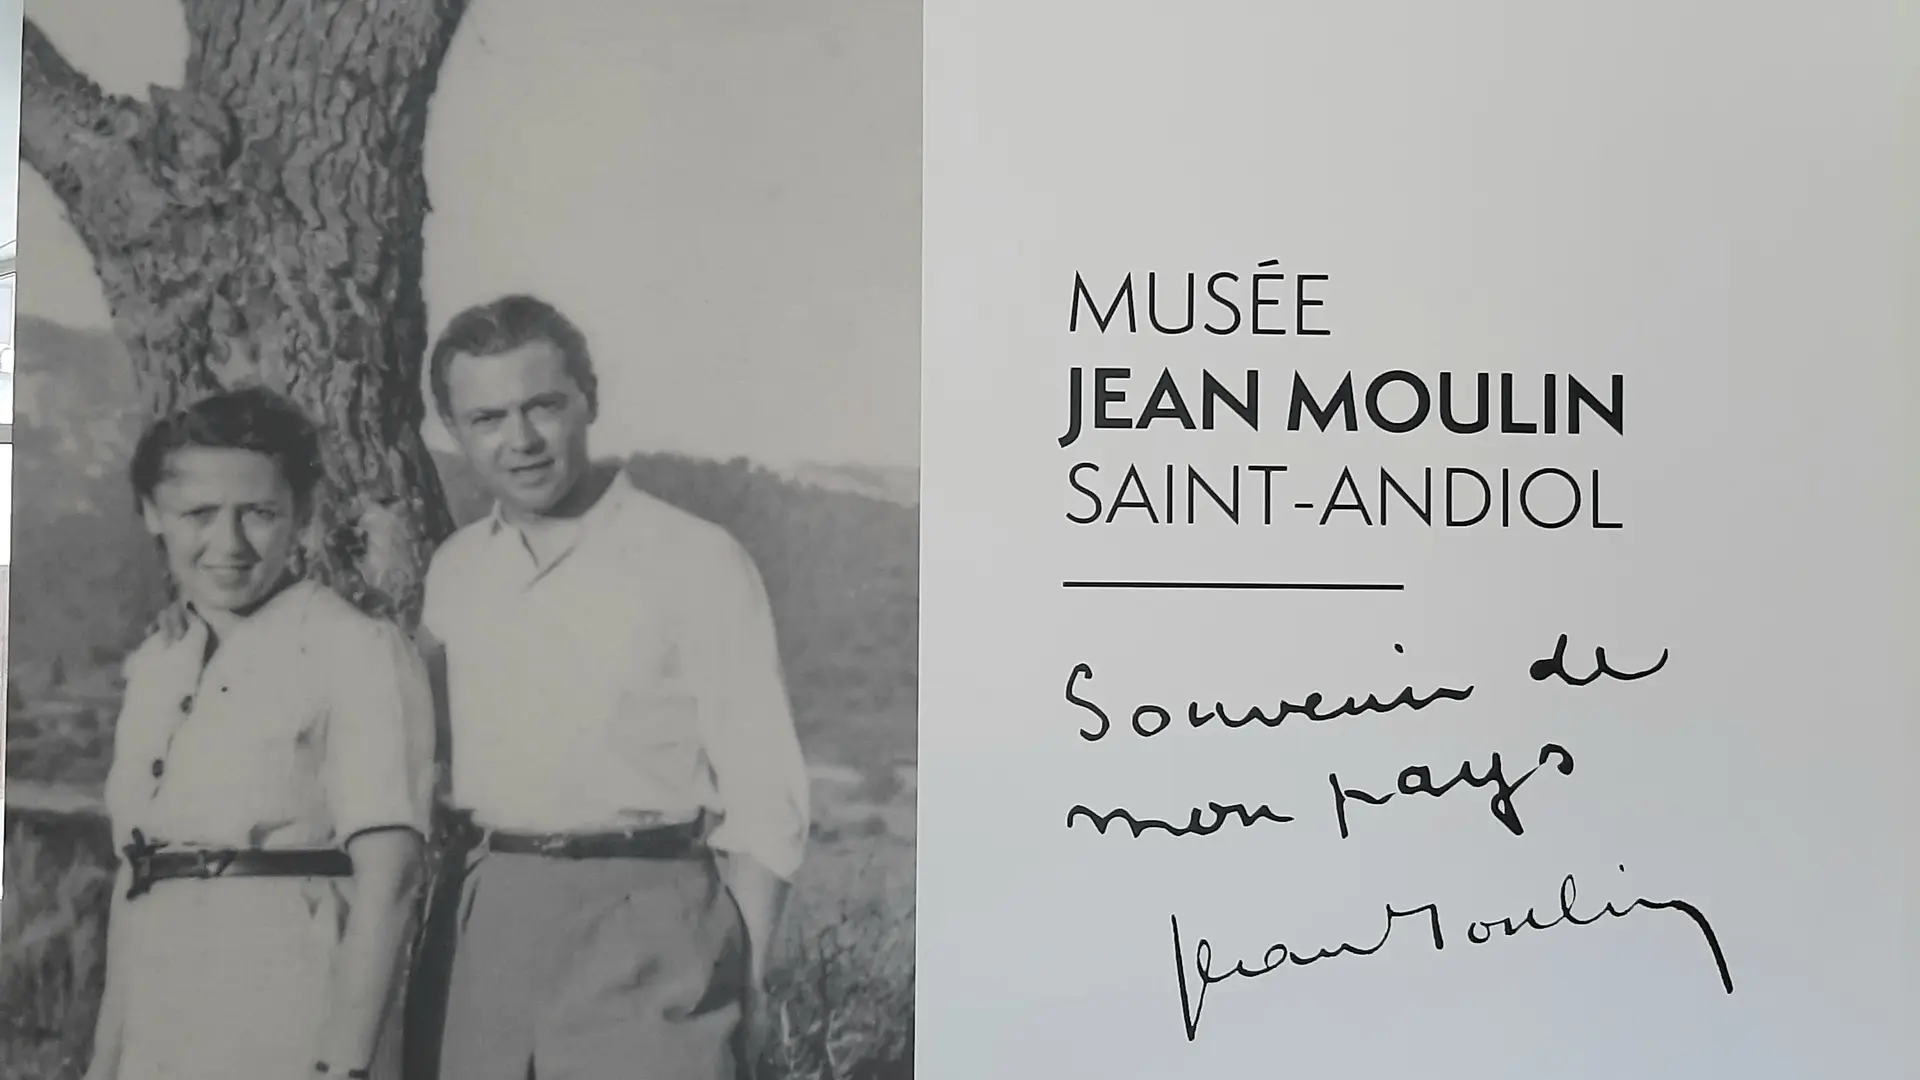 MUSÉE
JEAN MOULIN
SAINT-ANDIOL
Souvenir de
mon pays
Jean Moulin